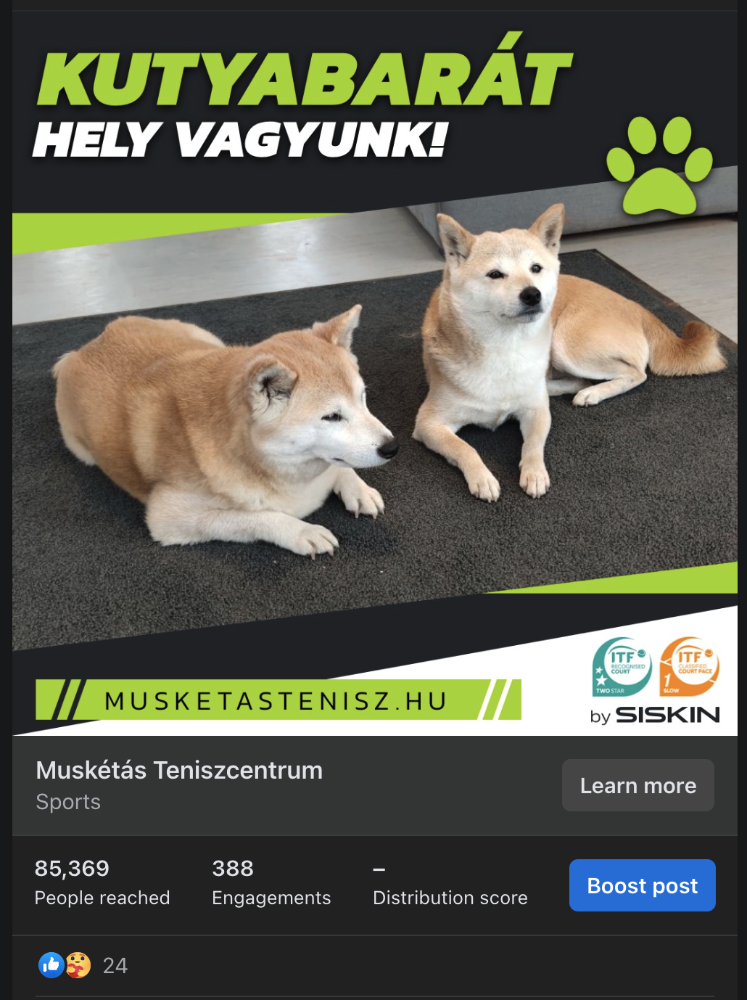 KUTYABARÁT
HELY VAGYUNK!
MUSKETASTENISZ.HU
ITF
RECOGNISED
COURT
TWO STAR
ITF
CLASSIFIED
COURT PACE
1
SLOW
by SISKIN
Muskétás Teniszcentrum
Sports
Learn more
85,369
People reached
388
Engagements
–
Distribution score
Boost post
24